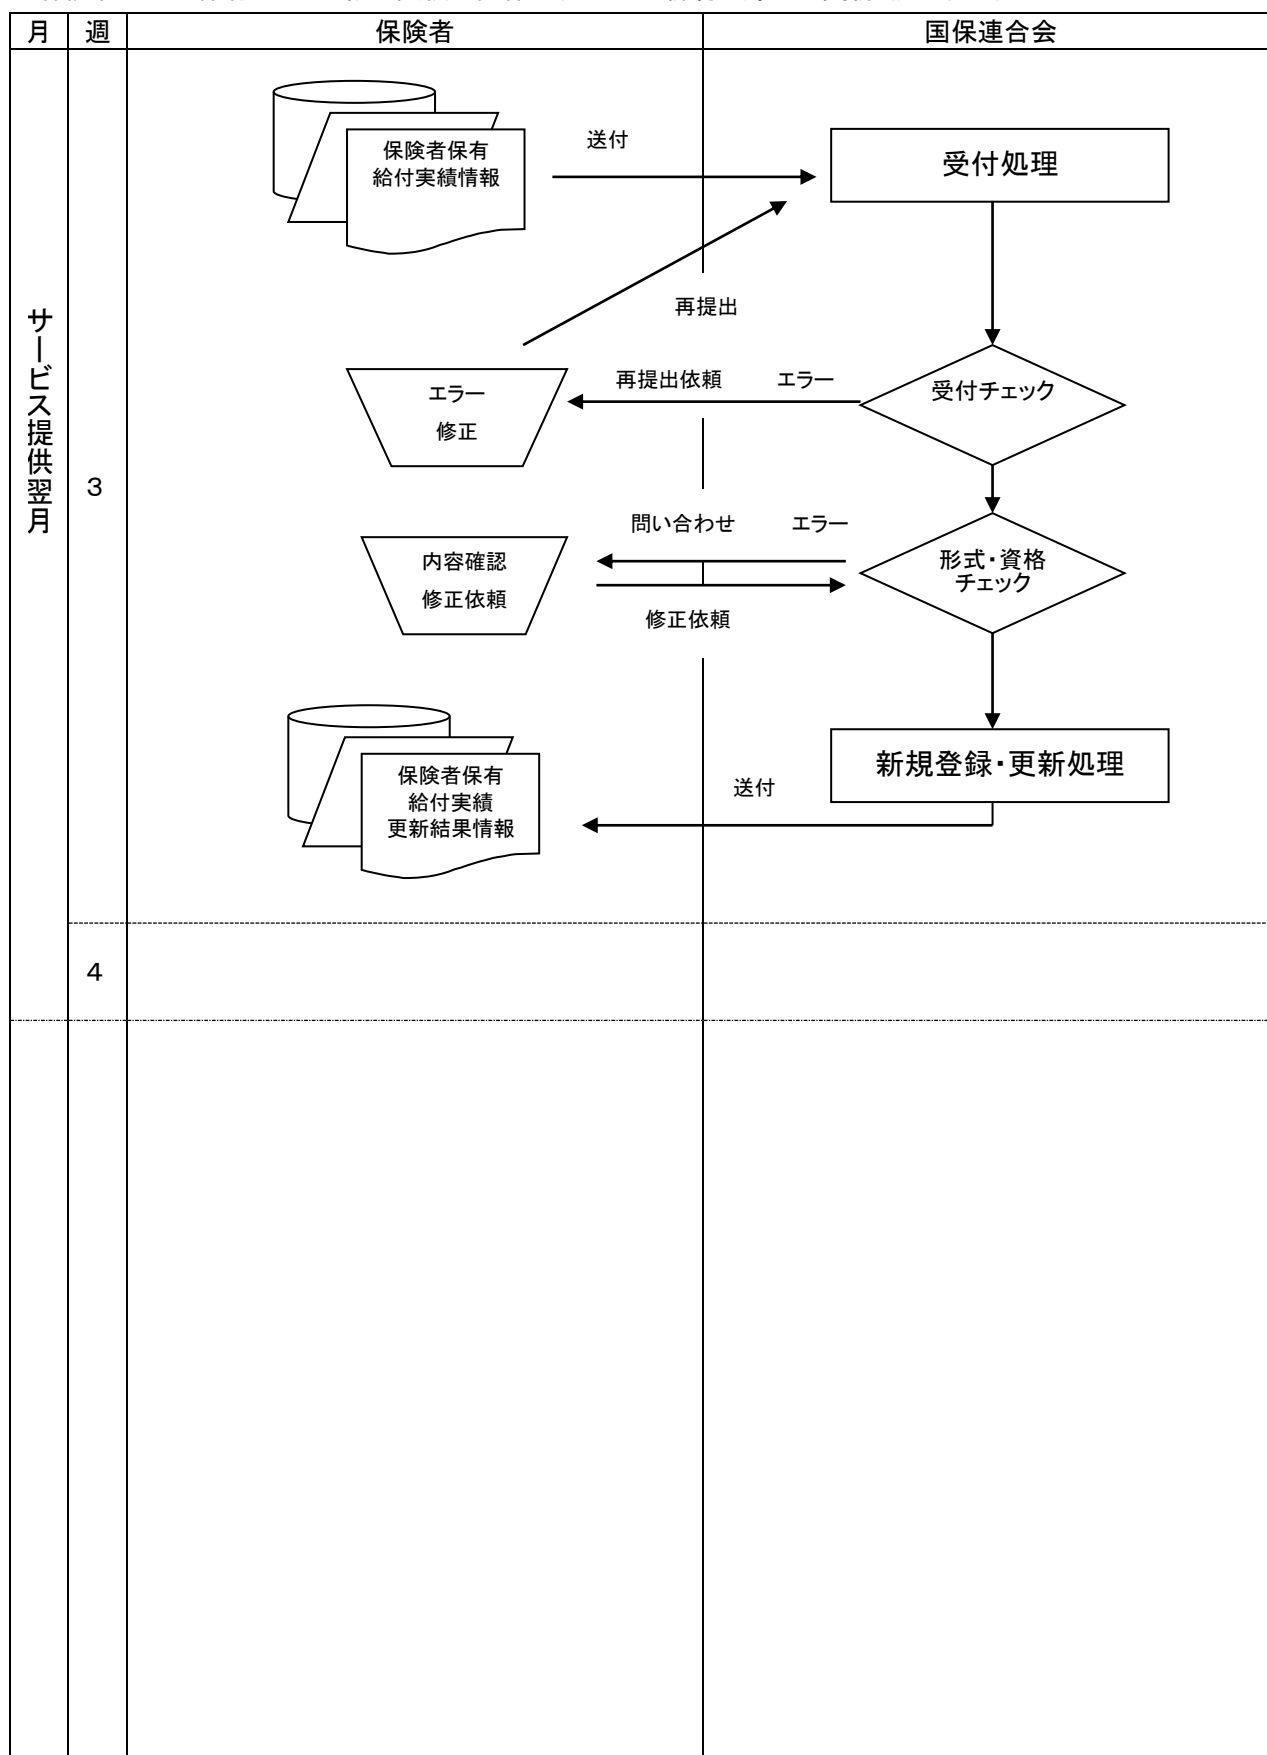 月 週 保険者 国保連合会
サービス提供翌月
3
保険者保有
給付実績情報
送付
受付処理
再提出
エラー
修正
再提出依頼 エラー
受付チェック
問い合わせ エラー
内容確認
修正依頼
形式・資格
チェック
修正依頼
保険者保有
給付実績
更新結果情報
送付
新規登録・更新処理
4